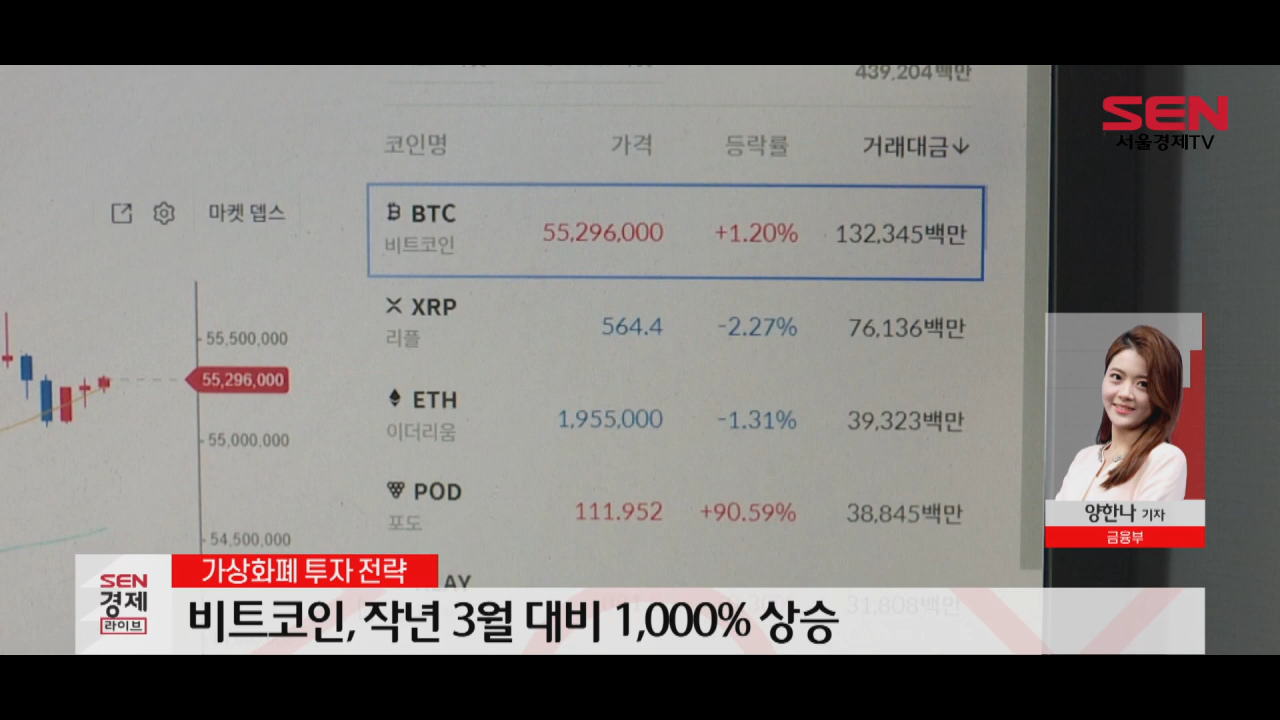 439,204백만
SEN
서울경제TV
코인명 가격 등락률 거래대금↓
마켓 뎁스
BTC 55,296,000 +1.20% 132,345백만
비트코인
XRP 564.4 -2.27% 76,136백만
리플
55,500,000
55,296,000
ETH 1,955,000 -1.31% 39,323백만
이더리움
55,000,000
POD 111.952 +90.59% 38,845백만
포도
54,500,000
양한나 기자
금융부
SEN
경제
라이브
가상화폐 투자 전략
31,808백만
비트코인, 작년 3월 대비 1,000% 상승